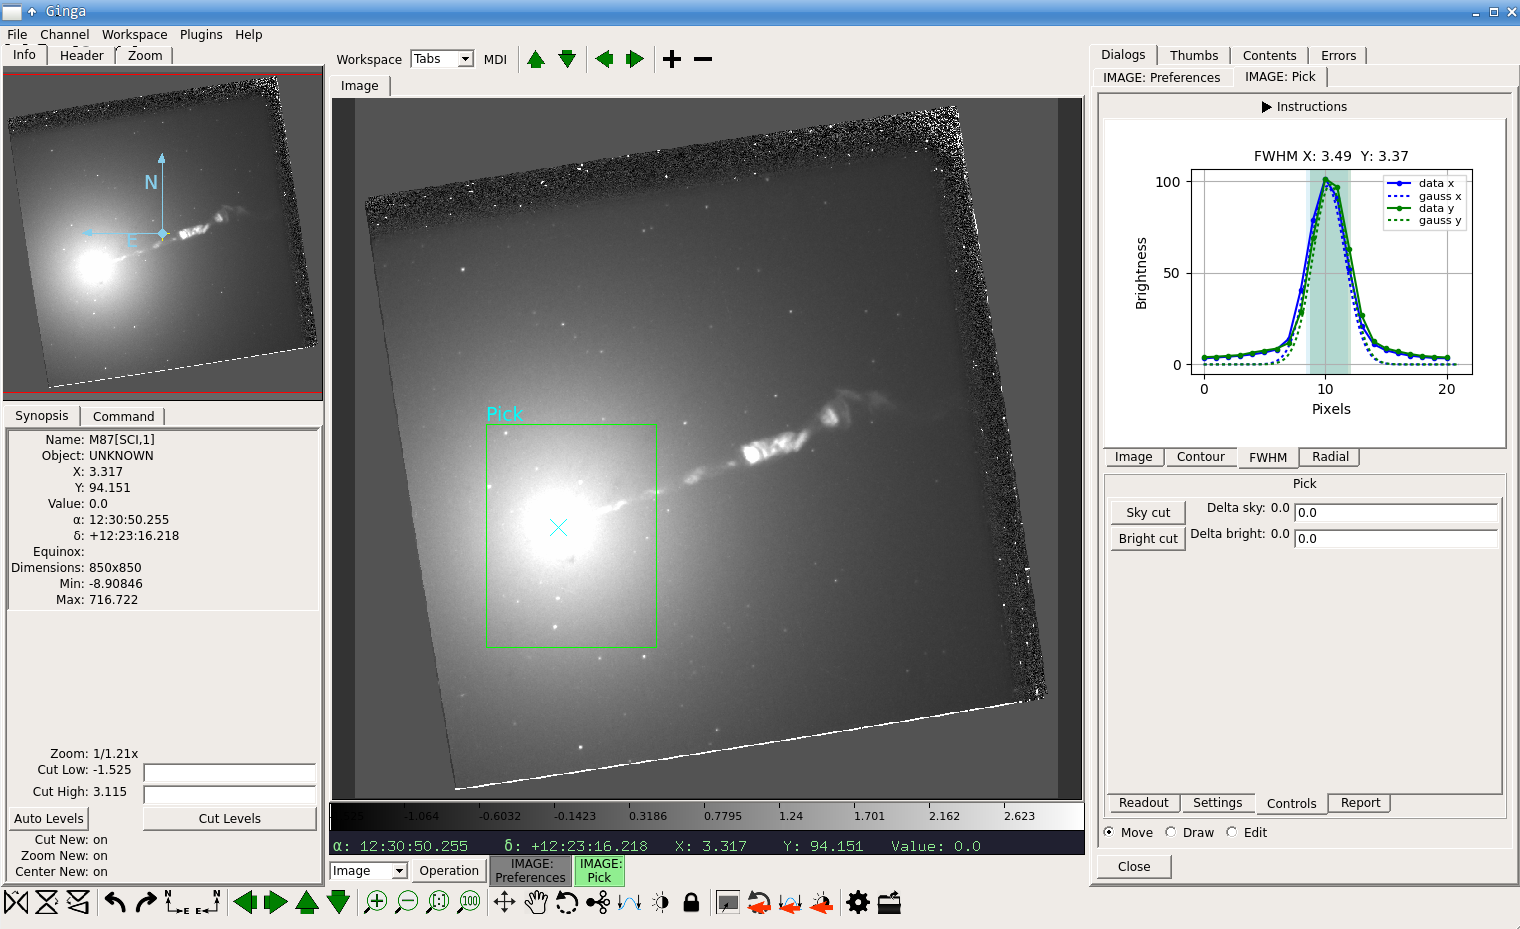 Ginga
File Channel Workspace Plugins Help
Info Header Zoom
N
E
Synopsis Command
Name: M87[SCI,1]
Object: UNKNOWN
X: 3.317
Y: 94.151
Value: 0.0
α: 12:30:50.255
δ: +12:23:16.218
Equinox:
Dimensions: 850x850
Min: -8.90846
Max: 716.722
Zoom: 1/1.21x
Cut Low: -1.525
Cut High: 3.115
Auto Levels Cut Levels
Cut New: on
Zoom New: on
Center New: on
Workspace Tabs MDI
Image
Pick
-1.064 -0.6032 -0.1423 0.3186 0.7795 1.24 1.701 2.162 2.623
α: 12:30:50.255 δ: +12:23:16.218 X: 3.317 Y: 94.151 Value: 0.0
Image Operation
IMAGE: Preferences
IMAGE: Pick
Dialogs Thumbs Contents Errors
IMAGE: Preferences IMAGE: Pick
Instructions
FWHM X: 3.49 Y: 3.37
data x
gauss x
data y
gauss y
100
50
0
Brightness
0 10 20
Pixels
Image Contour FWHM Radial
Pick
Sky cut Delta sky: 0.0 0.0
Bright cut Delta bright: 0.0 0.0
Readout Settings Controls Report
Move Draw Edit
Close
N
E
N
E
1:1
100